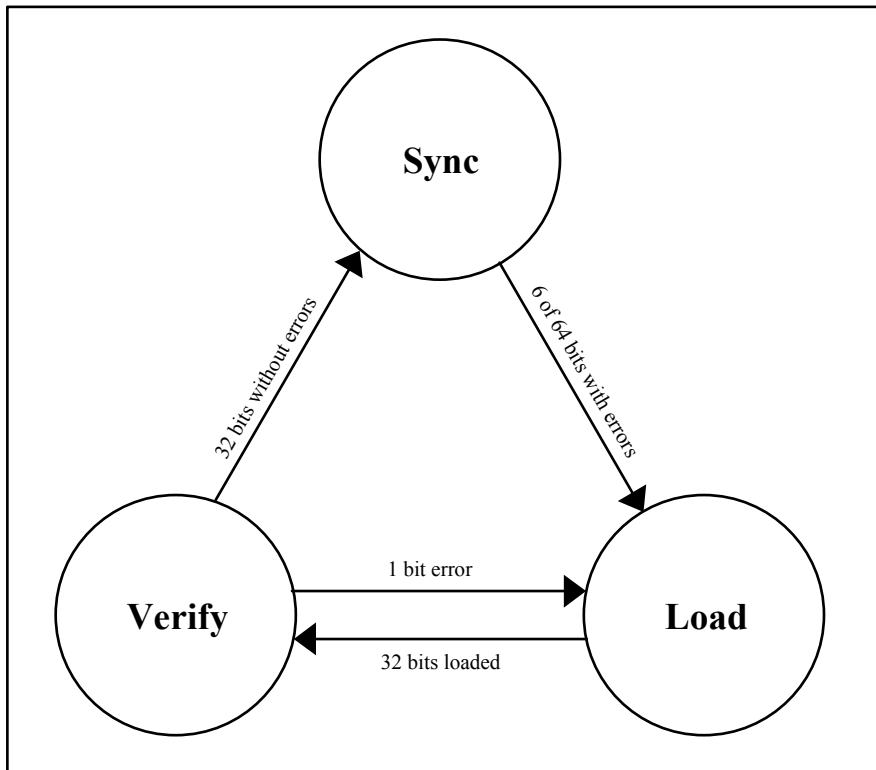 Sync
32 bits without errors
6 of 64 bits with errors
1 bit error
Verify
Load
32 bits loaded